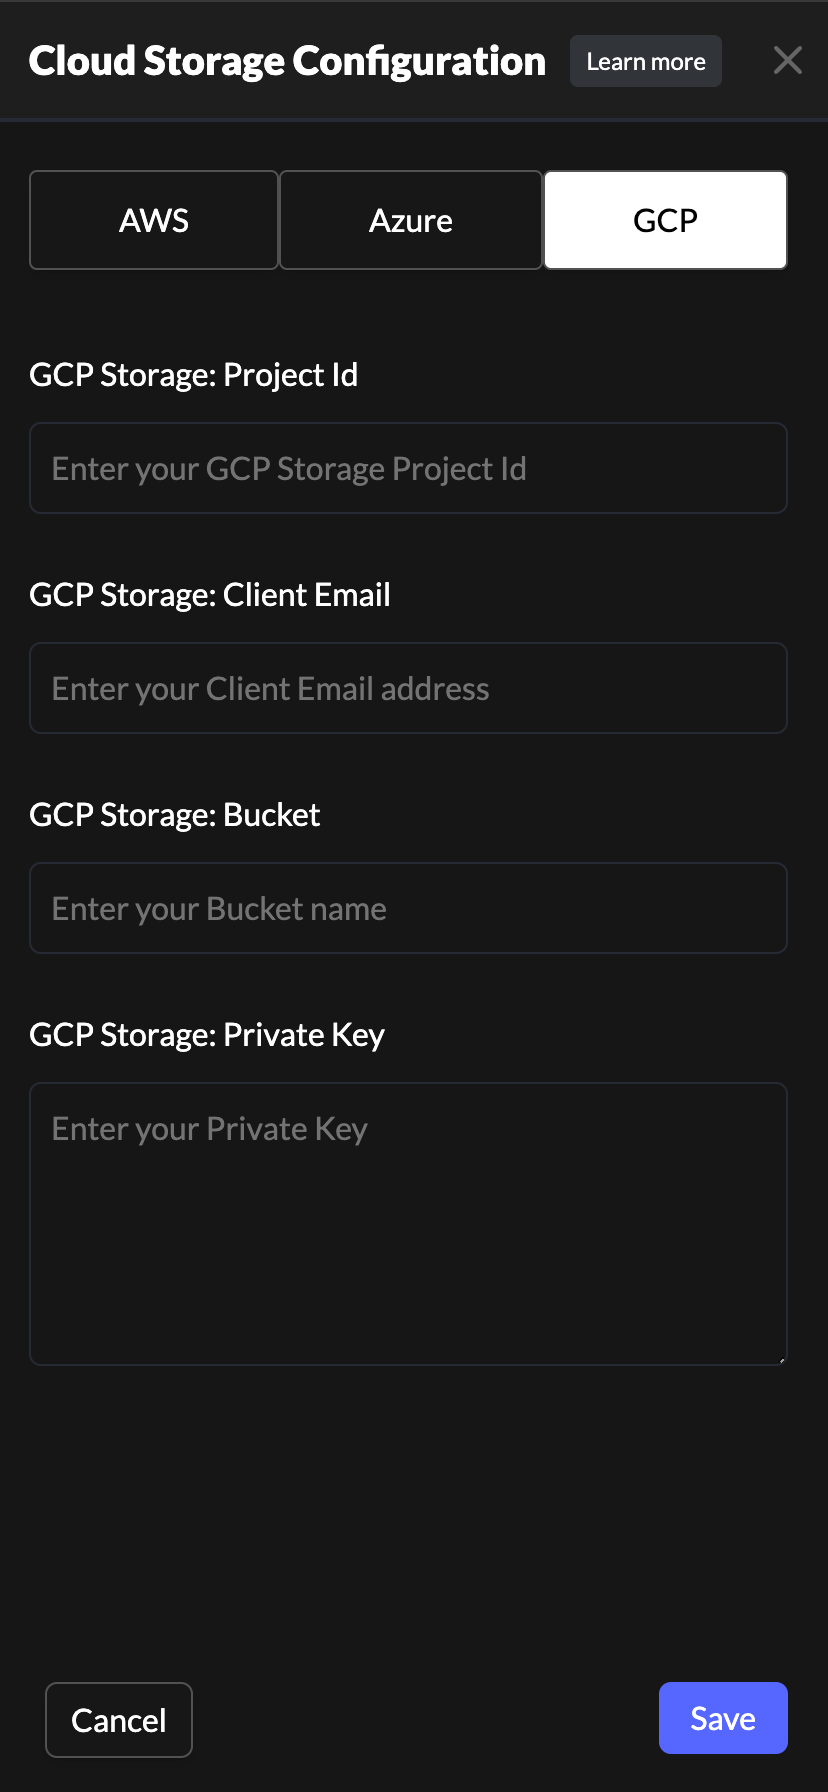 Cloud Storage Configuration
Learn more
AWS
Azure
GCP
GCP Storage: Project Id
Enter your GCP Storage Project Id
GCP Storage: Client Email
Enter your Client Email address
GCP Storage: Bucket
Enter your Bucket name
GCP Storage: Private Key
Enter your Private Key
Cancel
Save